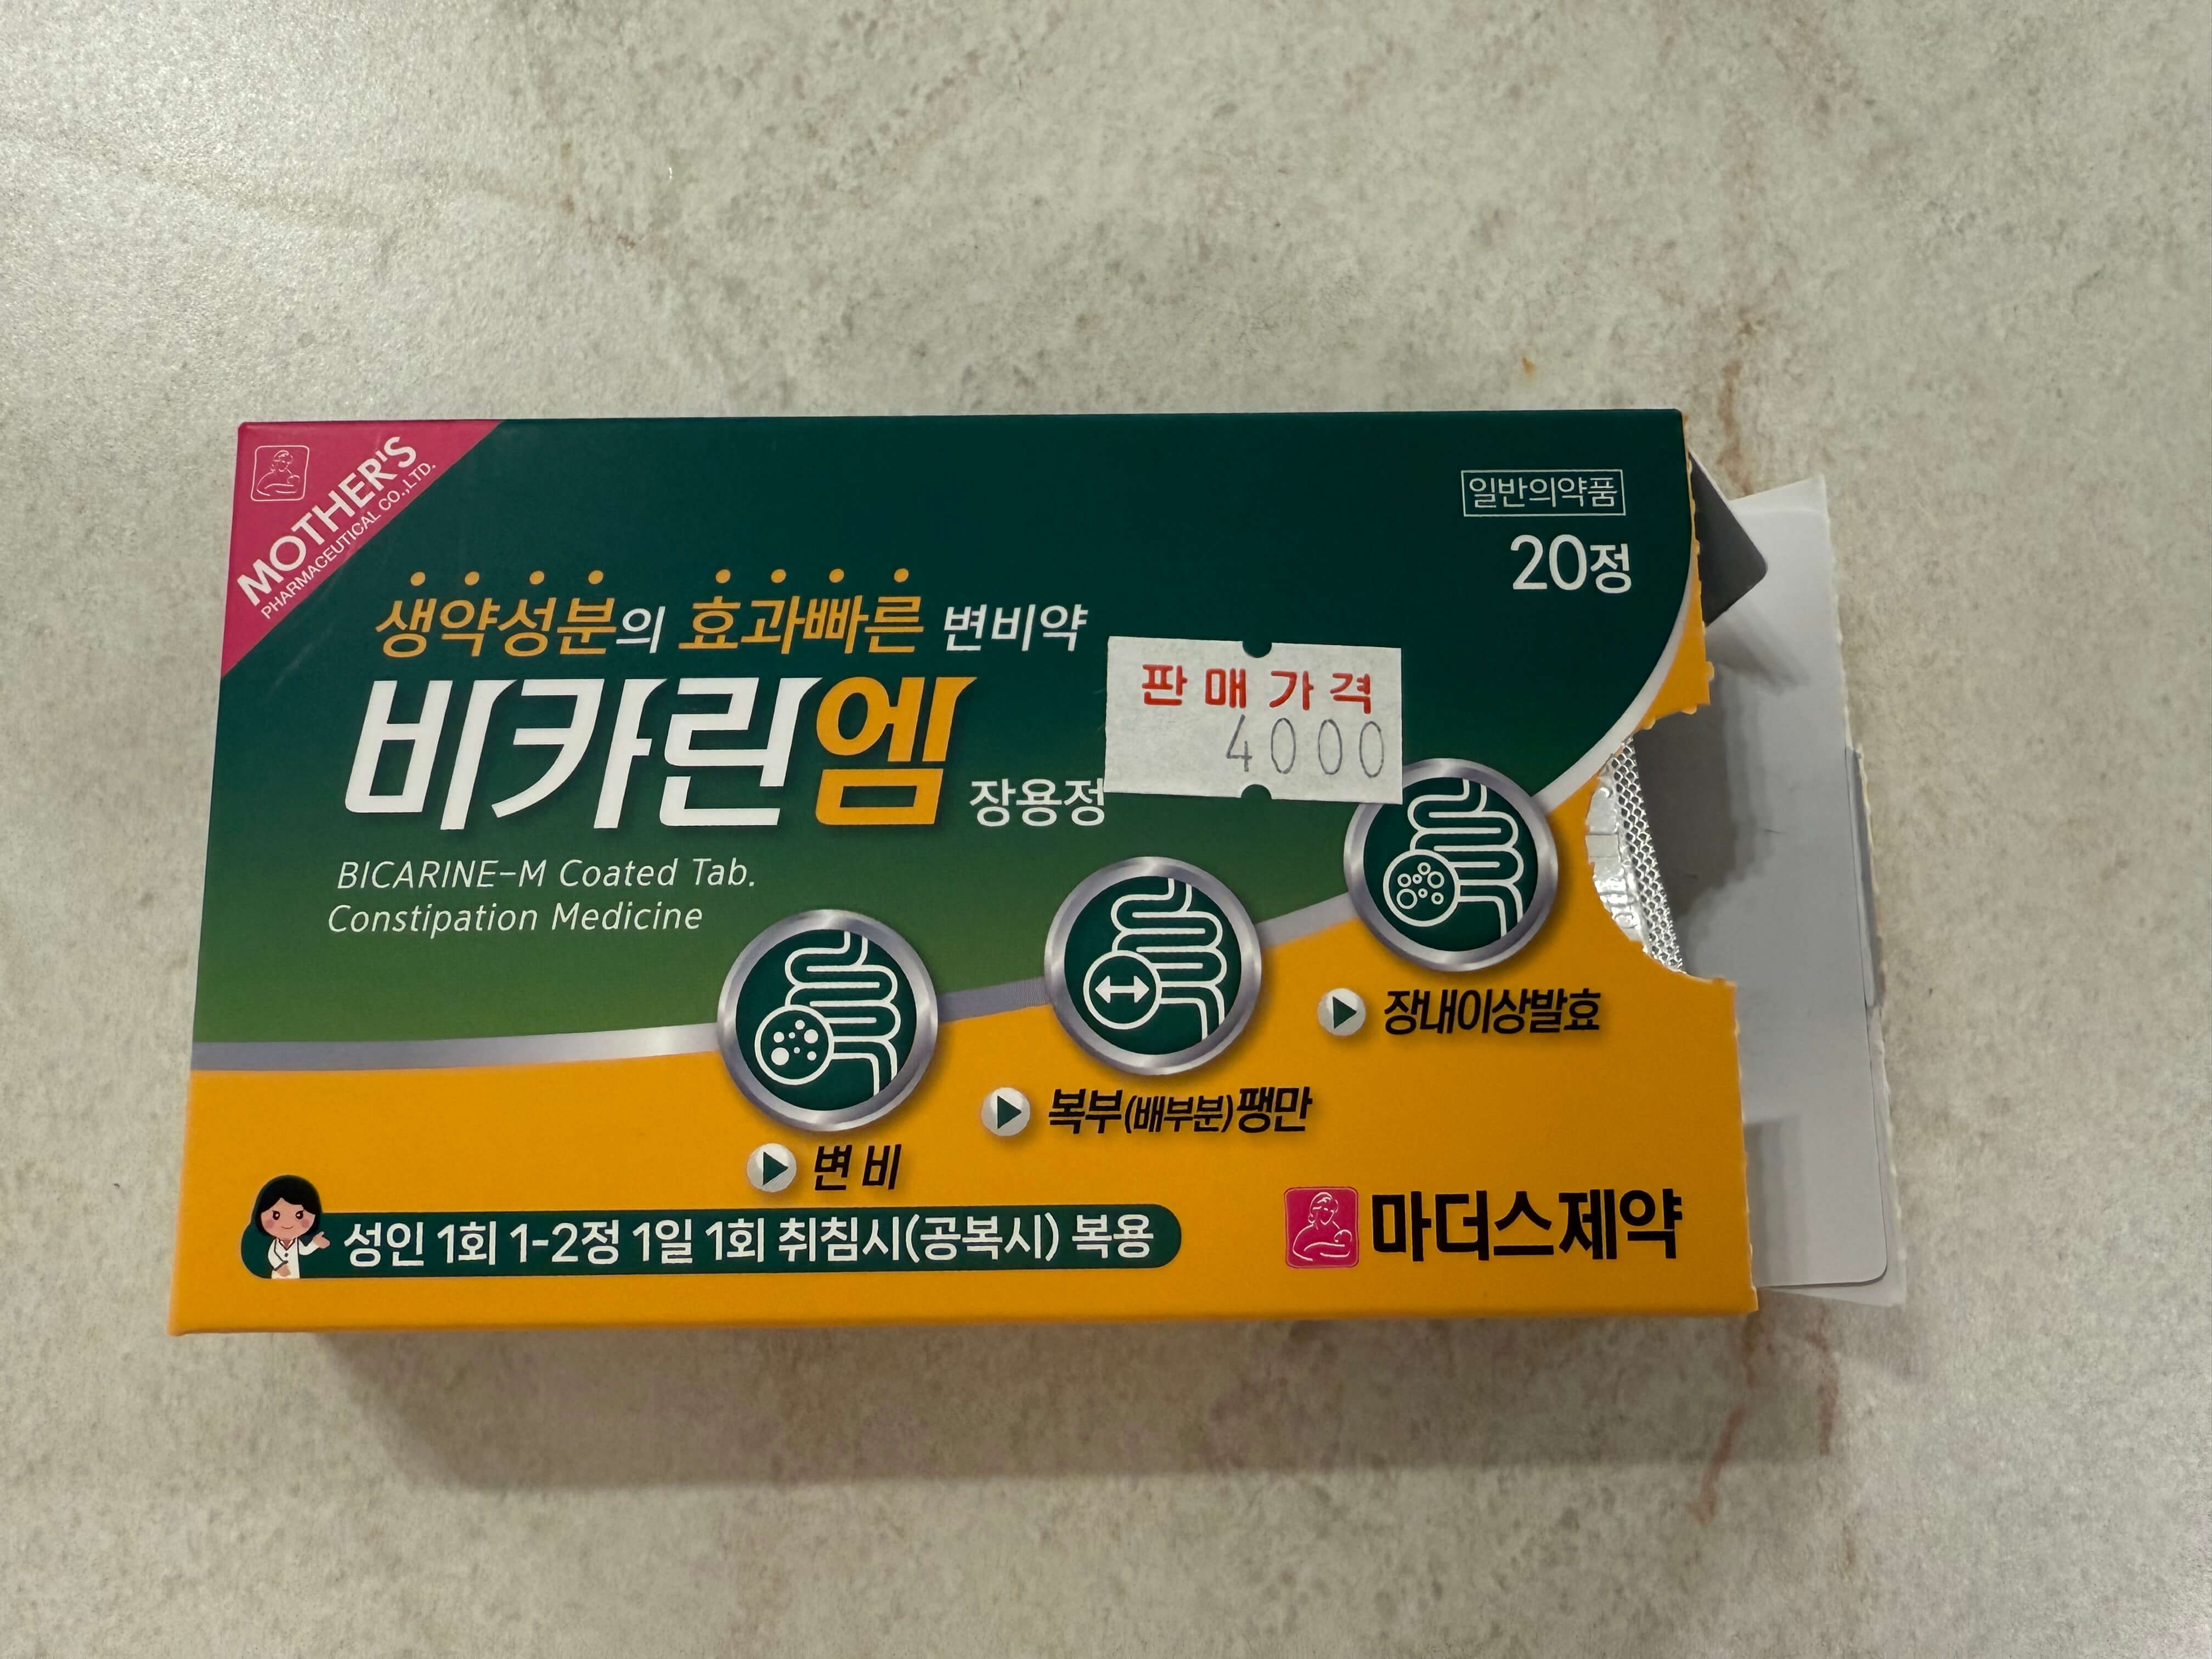 MOTHER'S
PHARMACEUTICAL CO.,LTD.
일반의약품
20정
생약성분의 효과빠른 변비약
비카린엠 장용정
판매가격
4000
BICARINE-M Coated Tab.
Constipation Medicine
장내이상발효
복부(배부분)팽만
변비
성인 1회 1-2정 1일 1회 취침시(공복시) 복용
마더스제약